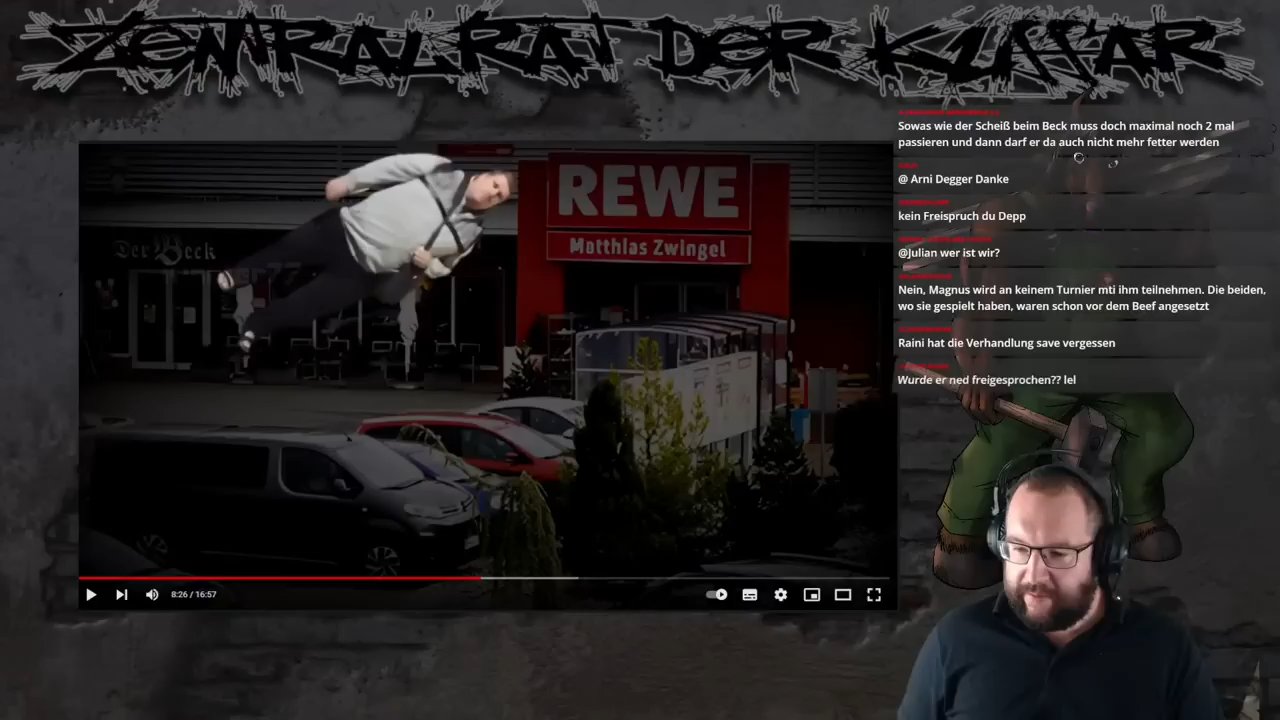 ZENTRALRAT DER KUFFAR
Sowas wie der Scheiß beim Beck muss doch maximal noch 2 mal
passieren und dann darf er da auch nicht mehr fetter werden
@ Arni Degger Danke
kein Freispruch du Depp
@Julian wer ist wir?
Nein, Magnus wird an keinem Turnier mti ihm teilnehmen. Die beiden,
wo sie gespielt haben, waren schon vor dem Beef angesetzt
Raini hat die Verhandlung save vergessen
Wurde er ned freigesprochen?? lel
REWE
Matthias Zwingel
Der Beck
8:26 / 16:57